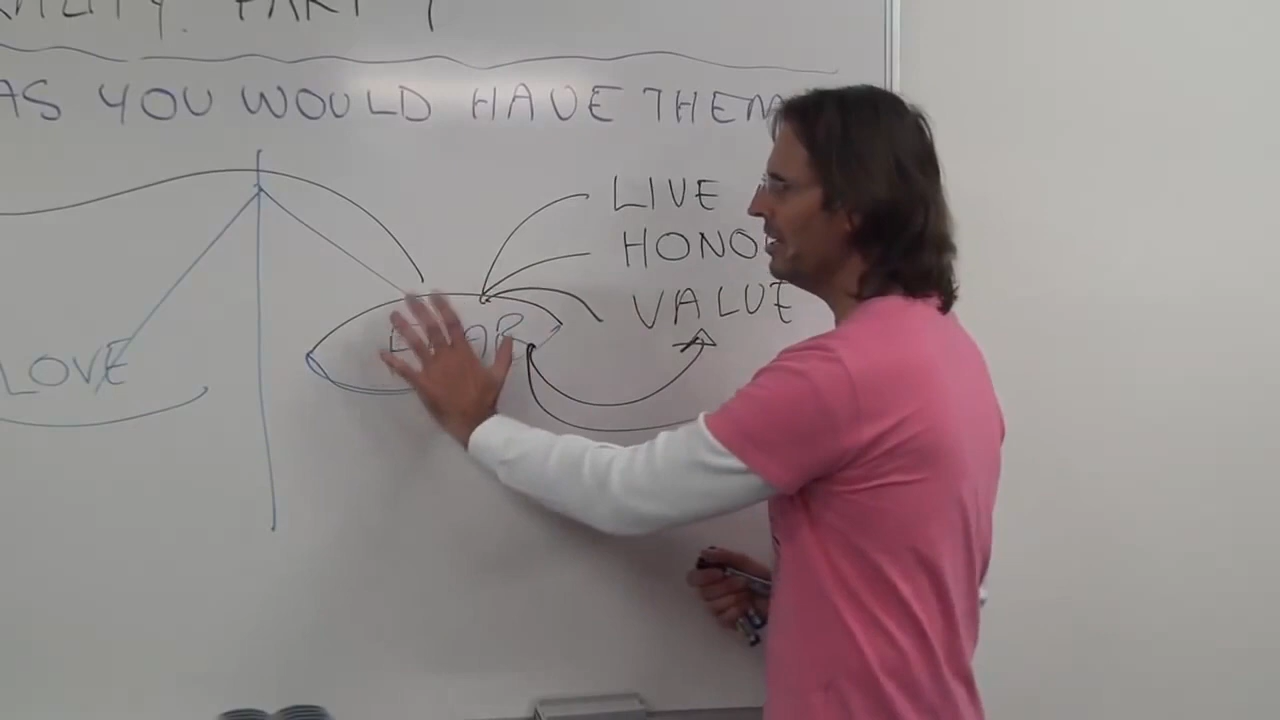 PART 1
AS YOU WOULD HAVE THEM
LIVE
HONO
VALUE
LOVE